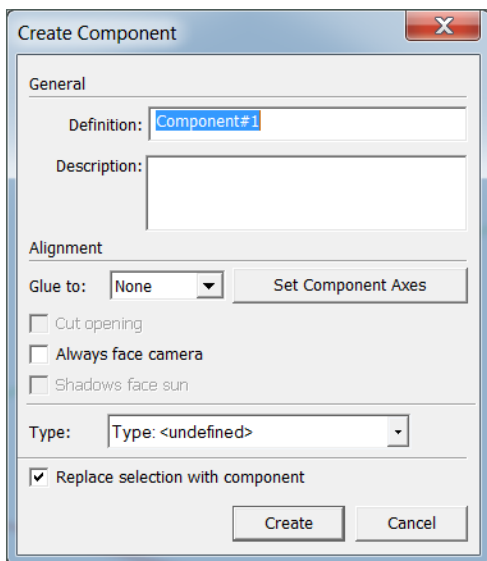 Create Component
General
Definition: Component#1
Description:
Alignment
Glue to: None Set Component Axes
Cut opening
Always face camera
Shadows face sun
Type: Type: <undefined>
Replace selection with component
Create Cancel